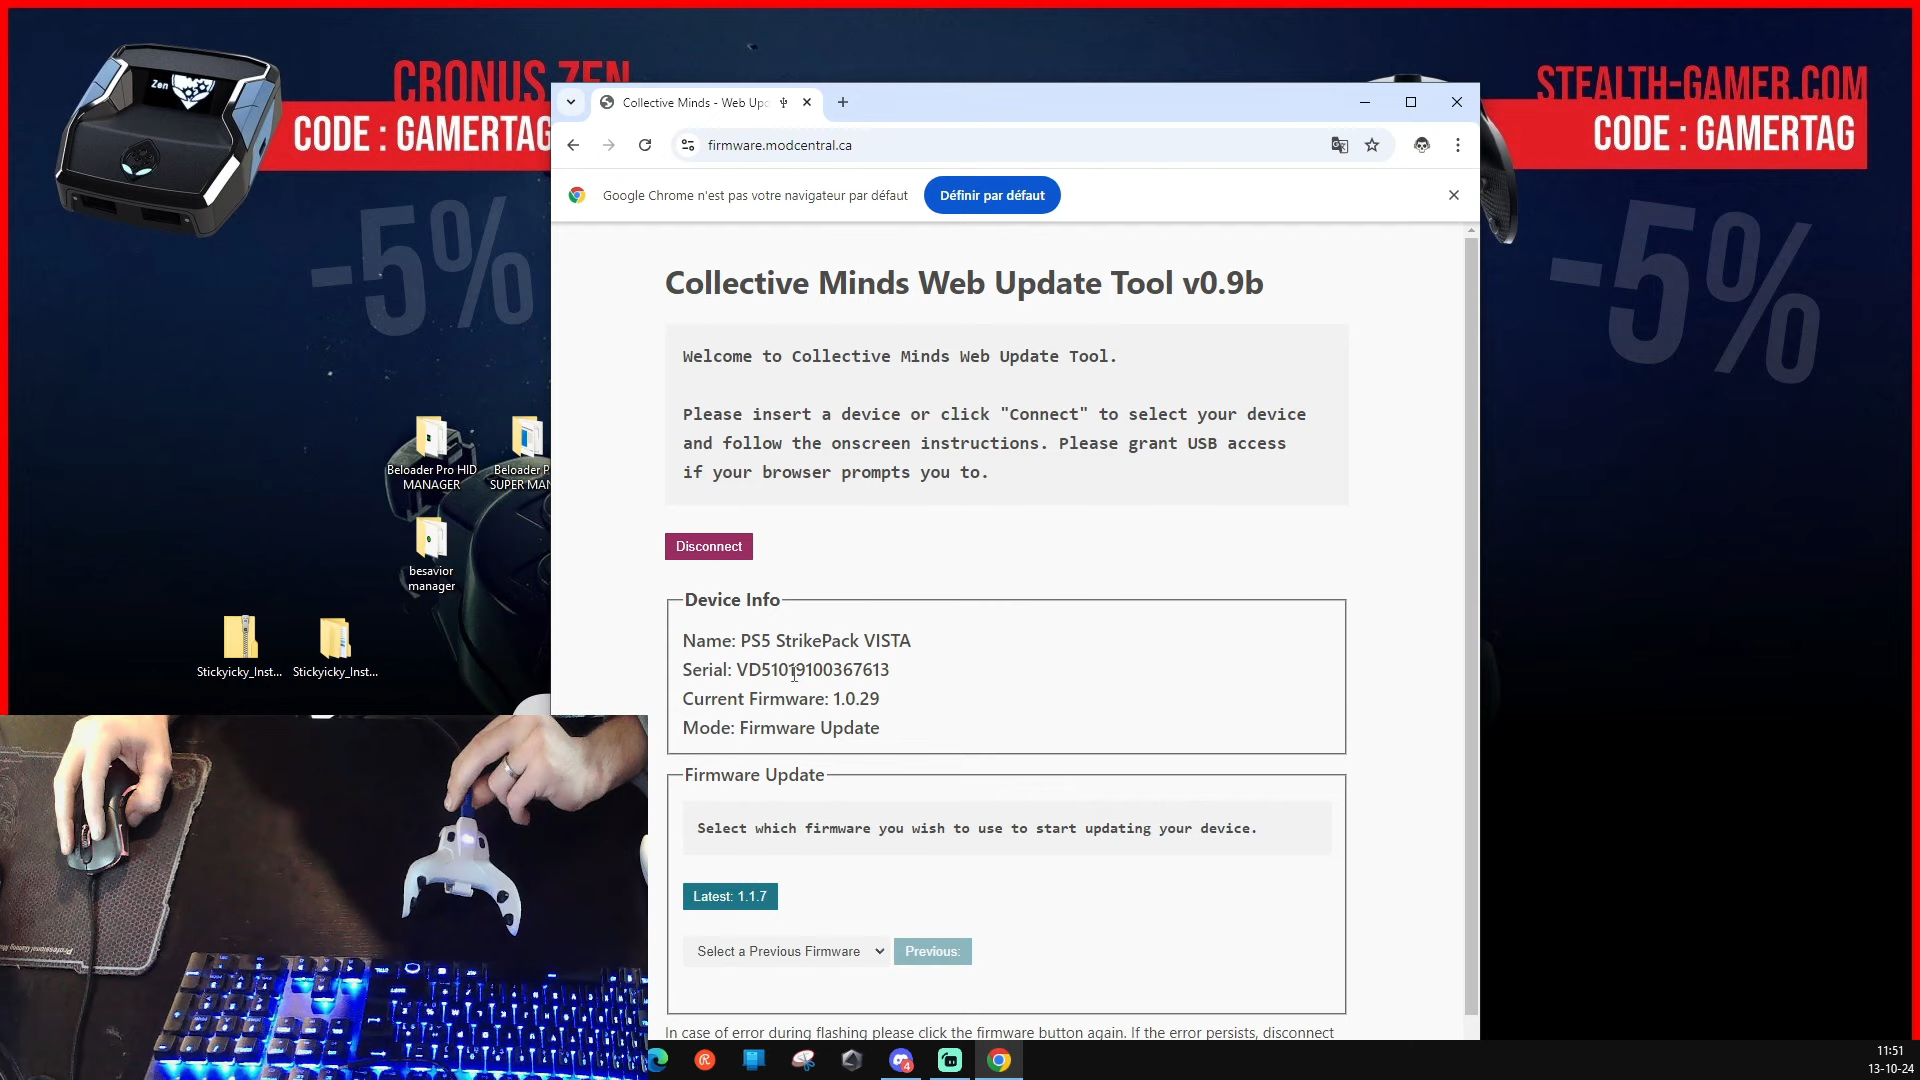 Zen
CRONUS ZEN
CODE : GAMERTAG
-5%
STEALTH-GAMER.COM
CODE : GAMERTAG
-5%
Collective Minds - Web Upd
firmware.modcentral.ca
Google Chrome n'est pas votre navigateur par défaut
Définir par défaut
Collective Minds Web Update Tool v0.9b
Welcome to Collective Minds Web Update Tool.
Please insert a device or click "Connect" to select your device
and follow the onscreen instructions. Please grant USB access
if your browser prompts you to.
Disconnect
Device Info
Name: PS5 StrikePack VISTA
Serial: VD51019100367613
Current Firmware: 1.0.29
Mode: Firmware Update
Firmware Update
Select which firmware you wish to use to start updating your device.
Latest: 1.1.7
Select a Previous Firmware
Previous:
In case of error during flashing please click the firmware button again. If the error persists, disconnect
Beloader Pro HID
MANAGER
Beloader P
SUPER MAN
besavior
manager
Stickyicky_Inst...
Stickyicky_Inst...
4
11:51
13-10-24